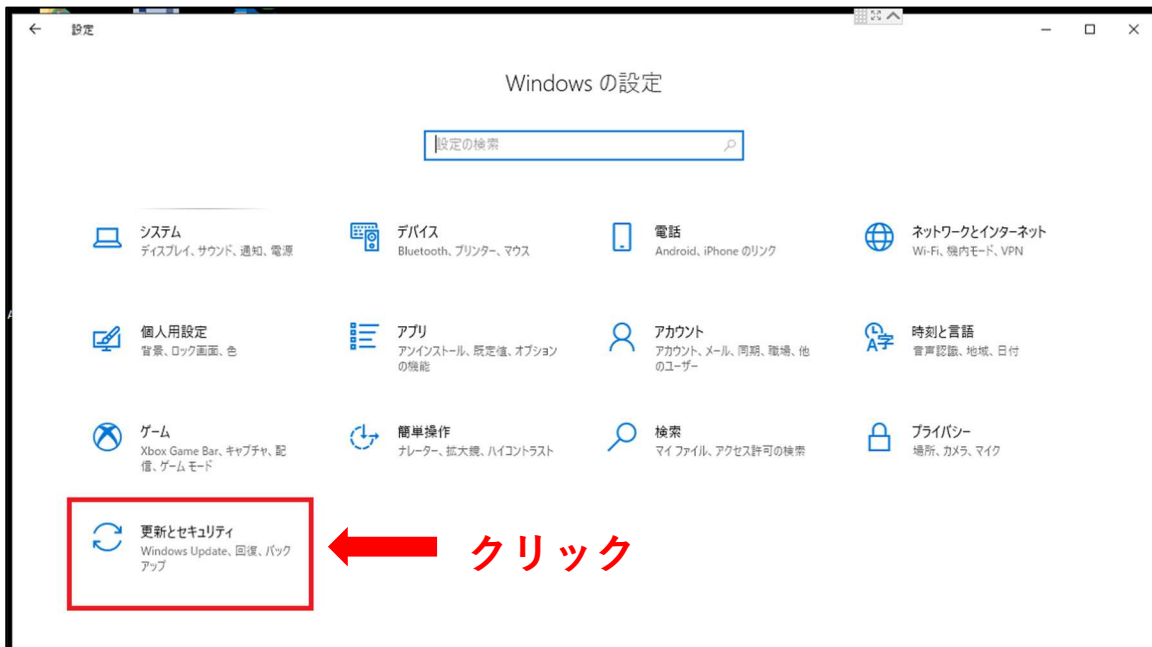 設定
Windows の設定
設定の検索
システム
ディスプレイ、サウンド、通知、電源
デバイス
Bluetooth、プリンター、マウス
電話
Android、iPhone のリンク
ネットワークとインターネット
Wi-Fi、機内モード、VPN
個人用設定
背景、ロック画面、色
アプリ
アンインストール、既定値、オプション
の機能
アカウント
アカウント、メール、同期、職場、他
のユーザー
時刻と言語
音声認識、地域、日付
ゲーム
Xbox Game Bar、キャプチャ、配
信、ゲーム モード
簡単操作
ナレーター、拡大鏡、ハイコントラスト
検索
マイ ファイル、アクセス許可の検索
プライバシー
場所、カメラ、マイク
更新とセキュリティ
Windows Update、回復、バック
アップ
クリック